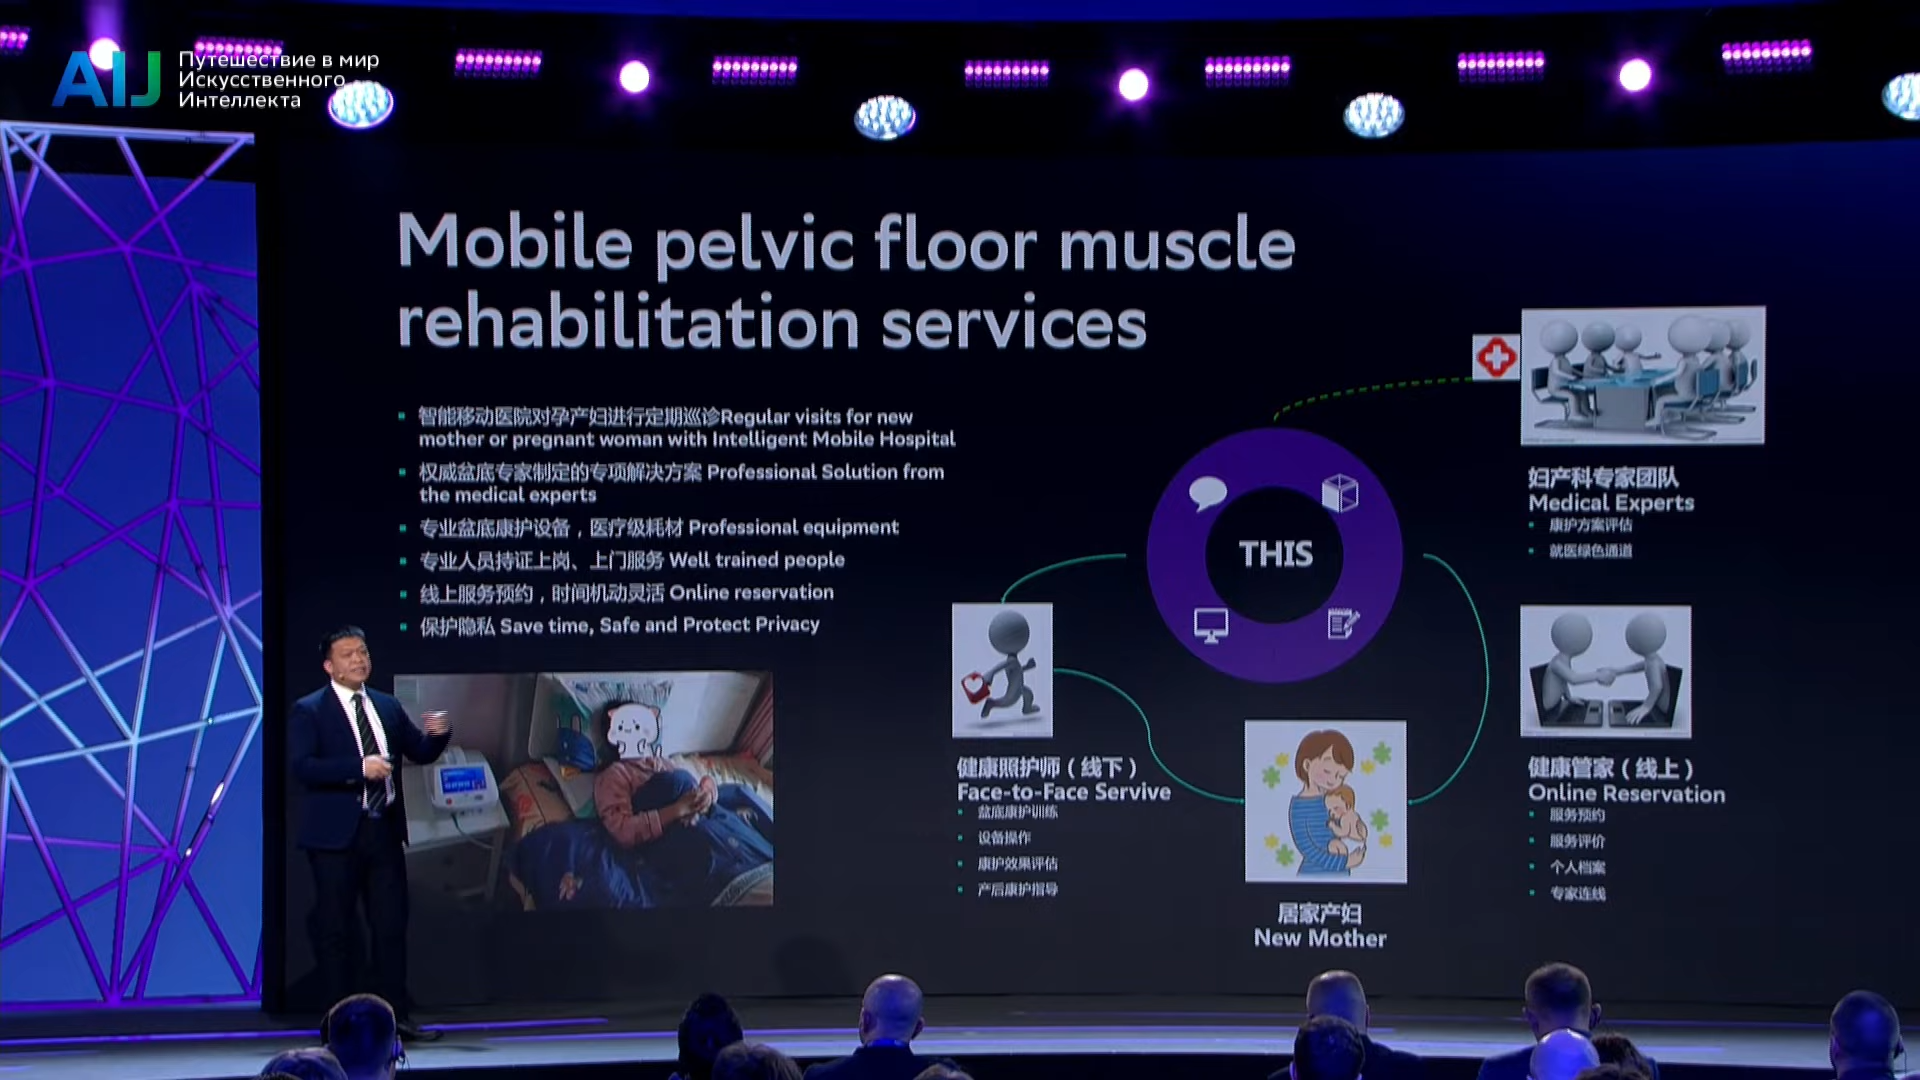 AIJ
Путешествие в мир
Искусственного
Интеллекта
Mobile pelvic floor muscle
rehabilitation services
智能移动医院对孕产妇进行定期巡诊Regular visits for new
mother or pregnant woman with Intelligent Mobile Hospital
权威盆底专家制定的专项解决方案 Professional Solution from
the medical experts
专业盆底康护设备，医疗级耗材 Professional equipment
专业人员持证上岗、上门服务 Well trained people
线上服务预约，时间机动灵活 Online reservation
保护隐私 Save time, Safe and Protect Privacy
THIS
妇产科专家团队
Medical Experts
康护方案评估
就医绿色通道
健康照护师（线下）
Face-to-Face Servive
盆底康护训练
设备操作
康护效果评估
产后康护指导
居家产妇
New Mother
健康管家（线上）
Online Reservation
服务预约
服务评价
个人档案
专家连线